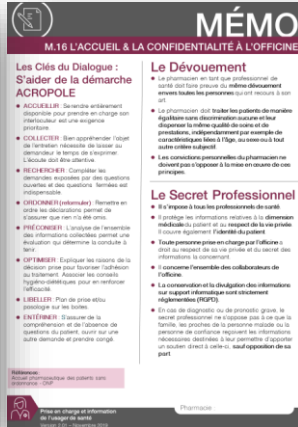 MÉMO
M.16 L'ACCUEIL & LA CONFIDENTIALITÉ À L'OFFICINE
Les Clés du Dialogue :
S'aider de la démarche
ACROPOLE
● ACCUEILLIR : Se rendre entièrement
disponible pour prendre en charge son
interlocuteur est une exigence
prioritaire
● COLLECTER : Bien appréhender l'objet
de l'entretien nécessite de laisser au
demandeur le temps de s'exprimer.
L'écoute doit être attentive.
● RECHERCHER : Compléter les
demandes exposées par des questions
ouvertes et des questions fermées est
indispensable.
● ORDONNER (reformuler) : Remettre en
ordre les déclarations permet de
s'assurer que rien n'a été omis.
● PRÉCONISER : L'analyse de l'ensemble
des informations collectées permet une
évaluation qui détermine la conduite à
tenir.
● OPTIMISER : Expliquer les raisons de la
décision prise pour favoriser l'adhésion
au traitement. Associer les conseils
hygiéno-diététiques pour en renforcer
l'efficacité.
● LIBELLER : Plan de prise et/ou
posologie sur les boites.
● ENTÉRINER : S'assurer de la
compréhension et de l'absence de
questions du patient, ouvrir sur une
autre demande et prendre congé
Références:
Accueil pharmaceutique des patients sans
ordonnance - ONP
Le Dévouement
● Le pharmacien en tant que professionnel de
santé doit faire preuve du même dévouement
envers toutes les personnes qui ont recours à son
art.
● Le pharmacien doit traiter les patients de manière
égalitaire sans discrimination aucune et leur
dispenser la même qualité de soins et de
prestations, indépendamment par exemple de
caractéristiques liées à l'âge, au sexe ou à tout
autre critère subjectif.
● Les convictions personnelles du pharmacien ne
doivent pas s'opposer à la mise en œuvre de ces
principes.
Le Secret Professionnel
● Il s'impose à tous les professionnels de santé
● Il protège les informations relatives à la dimension
médicale du patient et au respect de la vie privée.
Il couvre également l'identité du patient
● Toute personne prise en charge par l'officine a
droit au respect de sa vie privée et du secret des
informations la concernant.
● Il concerne l'ensemble des collaborateurs de
l'officine.
● La conservation et la divulgation des informations
sur support informatique sont strictement
réglementées (RGPD).
● En cas de diagnostic ou de pronostic grave, le
secret professionnel ne s'oppose pas à ce que la
famille, les proches de la personne malade ou la
personne de confiance reçoivent les informations
nécessaires destinées à leur permettre d'apporter
un soutien direct à celle-ci, sauf opposition de sa
part.
Prise en charge et information
de l'usager de santé
Version 2.01 – Novembre 2018
Pharmacie